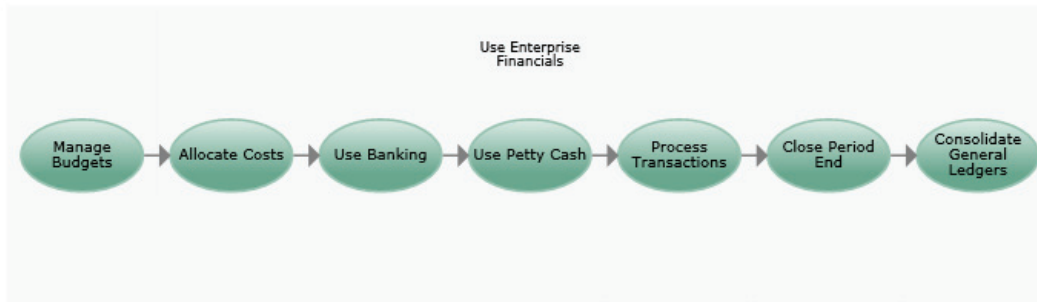 Use Enterprise
Financials
Manage
Budgets
Allocate Costs
Use Banking
Use Petty Cash
Process
Transactions
Close Period
End
Consolidate
General
Ledgers